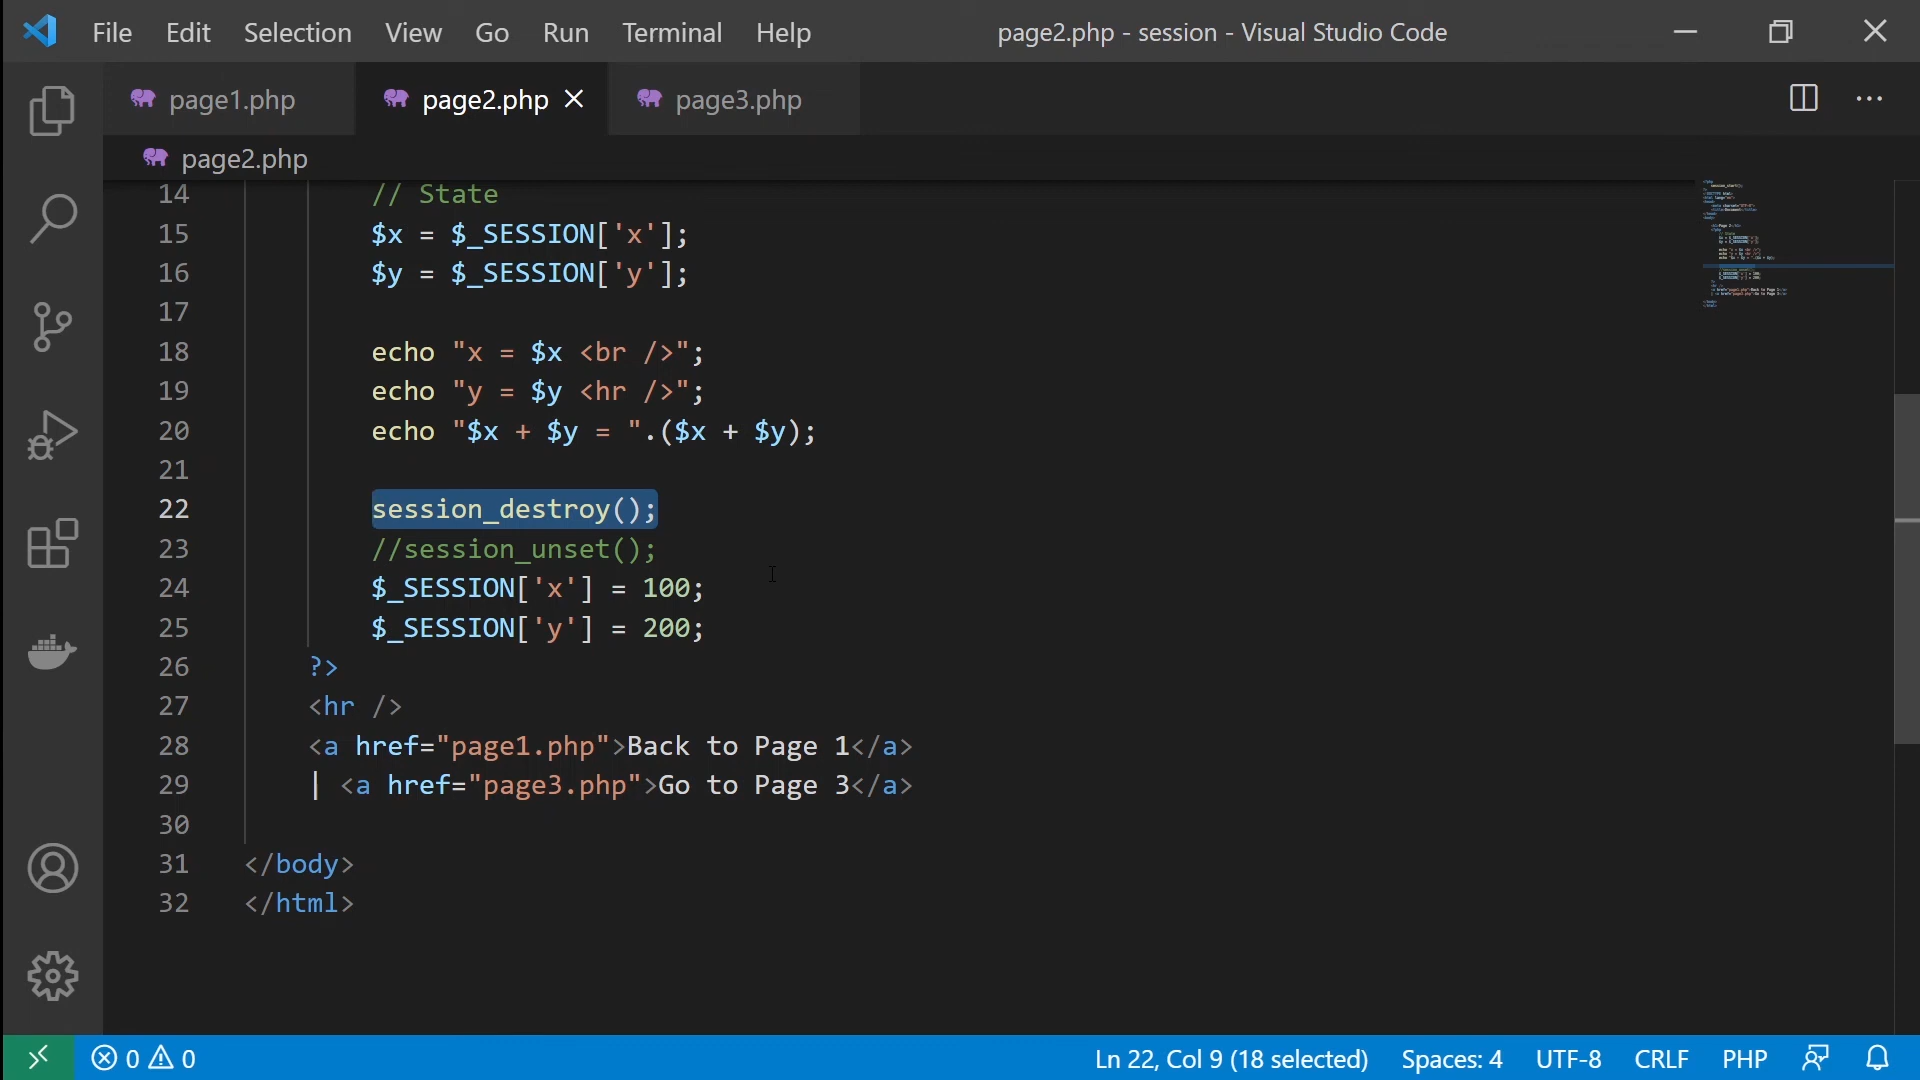 File Edit Selection View Go Run Terminal Help page2.php - session - Visual Studio Code
page1.php page2.php page3.php
page2.php
14 // State
15 $x = $_SESSION['x'];
16 $y = $_SESSION['y'];
17
18 echo "x = $x <br />";
19 echo "y = $y <hr />";
20 echo "$x + $y = ".($x + $y);
21
22 session_destroy();
23 //session_unset();
24 $_SESSION['x'] = 100;
25 $_SESSION['y'] = 200;
26 ?>
27 <hr />
28 <a href="page1.php">Back to Page 1</a>
29 | <a href="page3.php">Go to Page 3</a>
30
31 </body>
32 </html>
0 0 Ln 22, Col 9 (18 selected) Spaces: 4 UTF-8 CRLF PHP